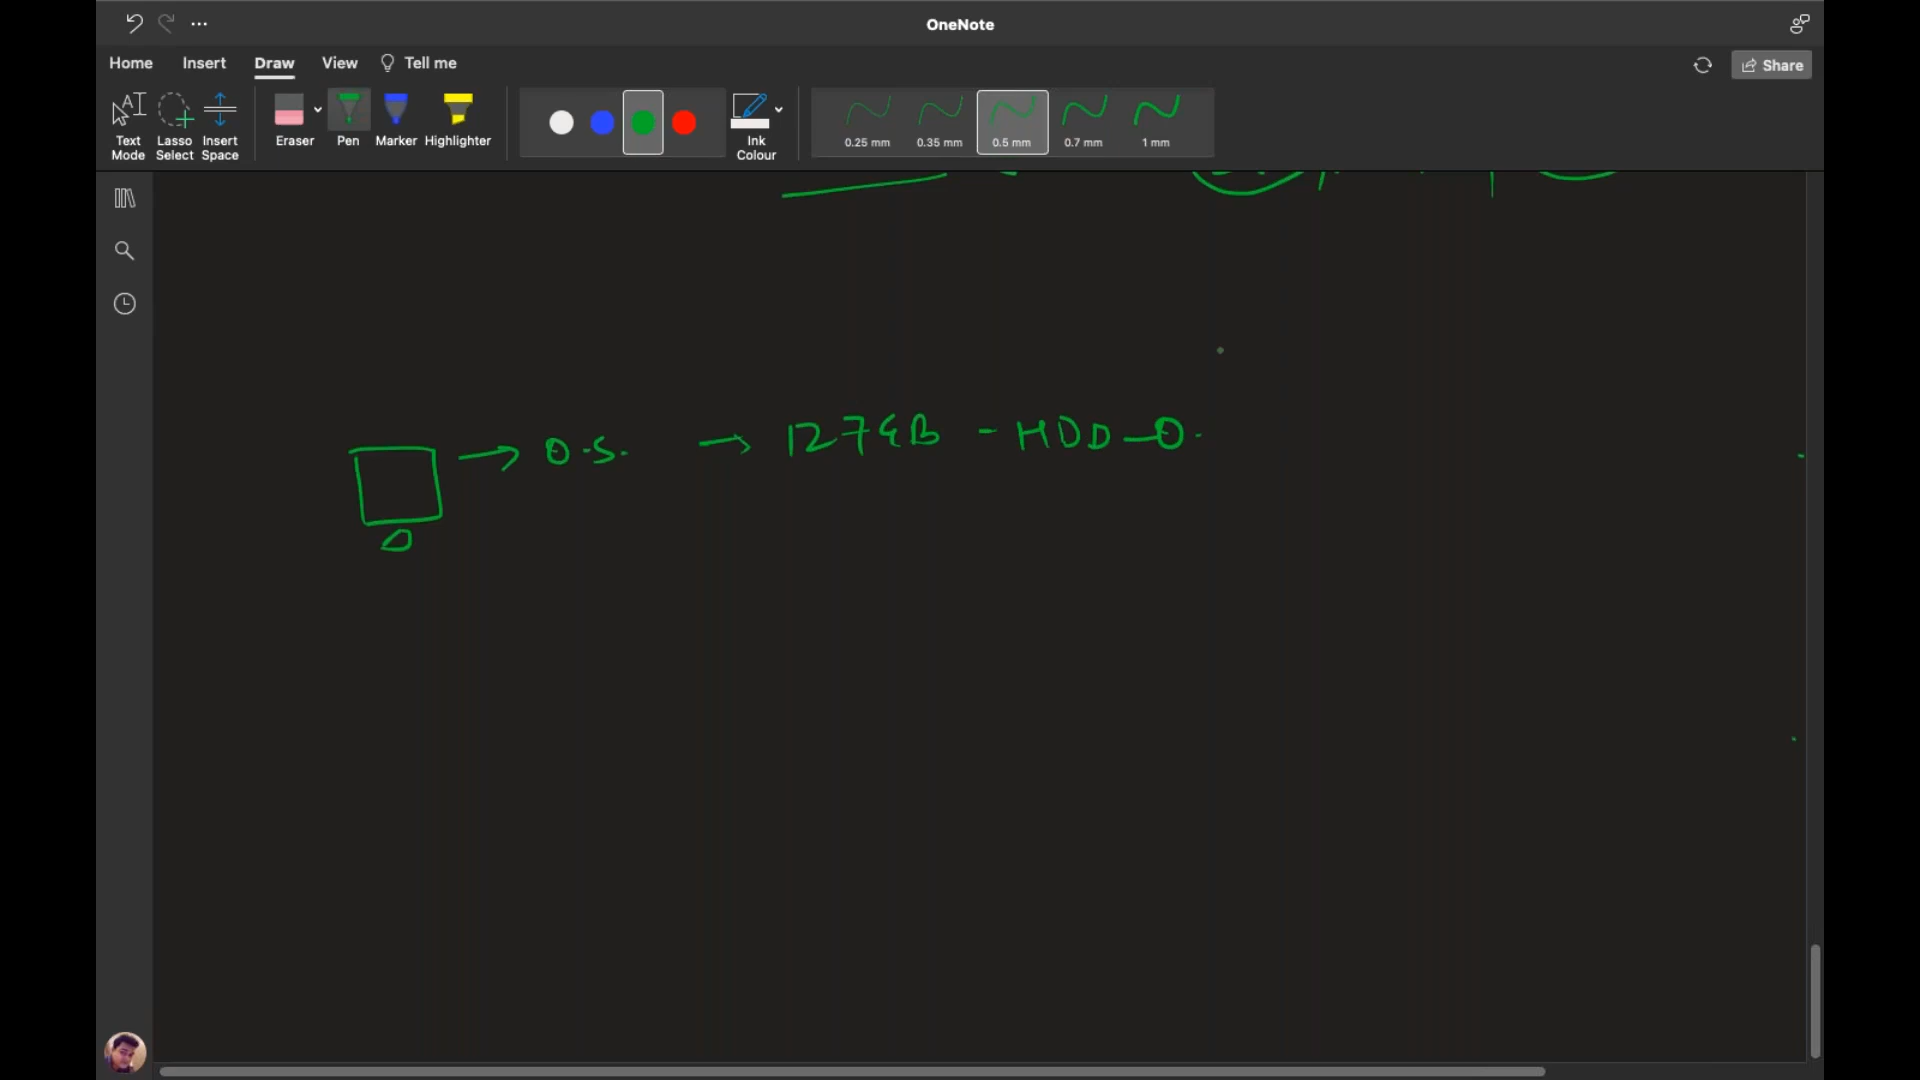 OneNote
Home Insert Draw View Tell me
Share
Text Mode
Lasso Select
Insert Space
Eraser
Pen
Marker
Highlighter
Ink Colour
0.25 mm
0.35 mm
0.5 mm
0.7 mm
1 mm
→ O.S. → 127GB - HDD - O.